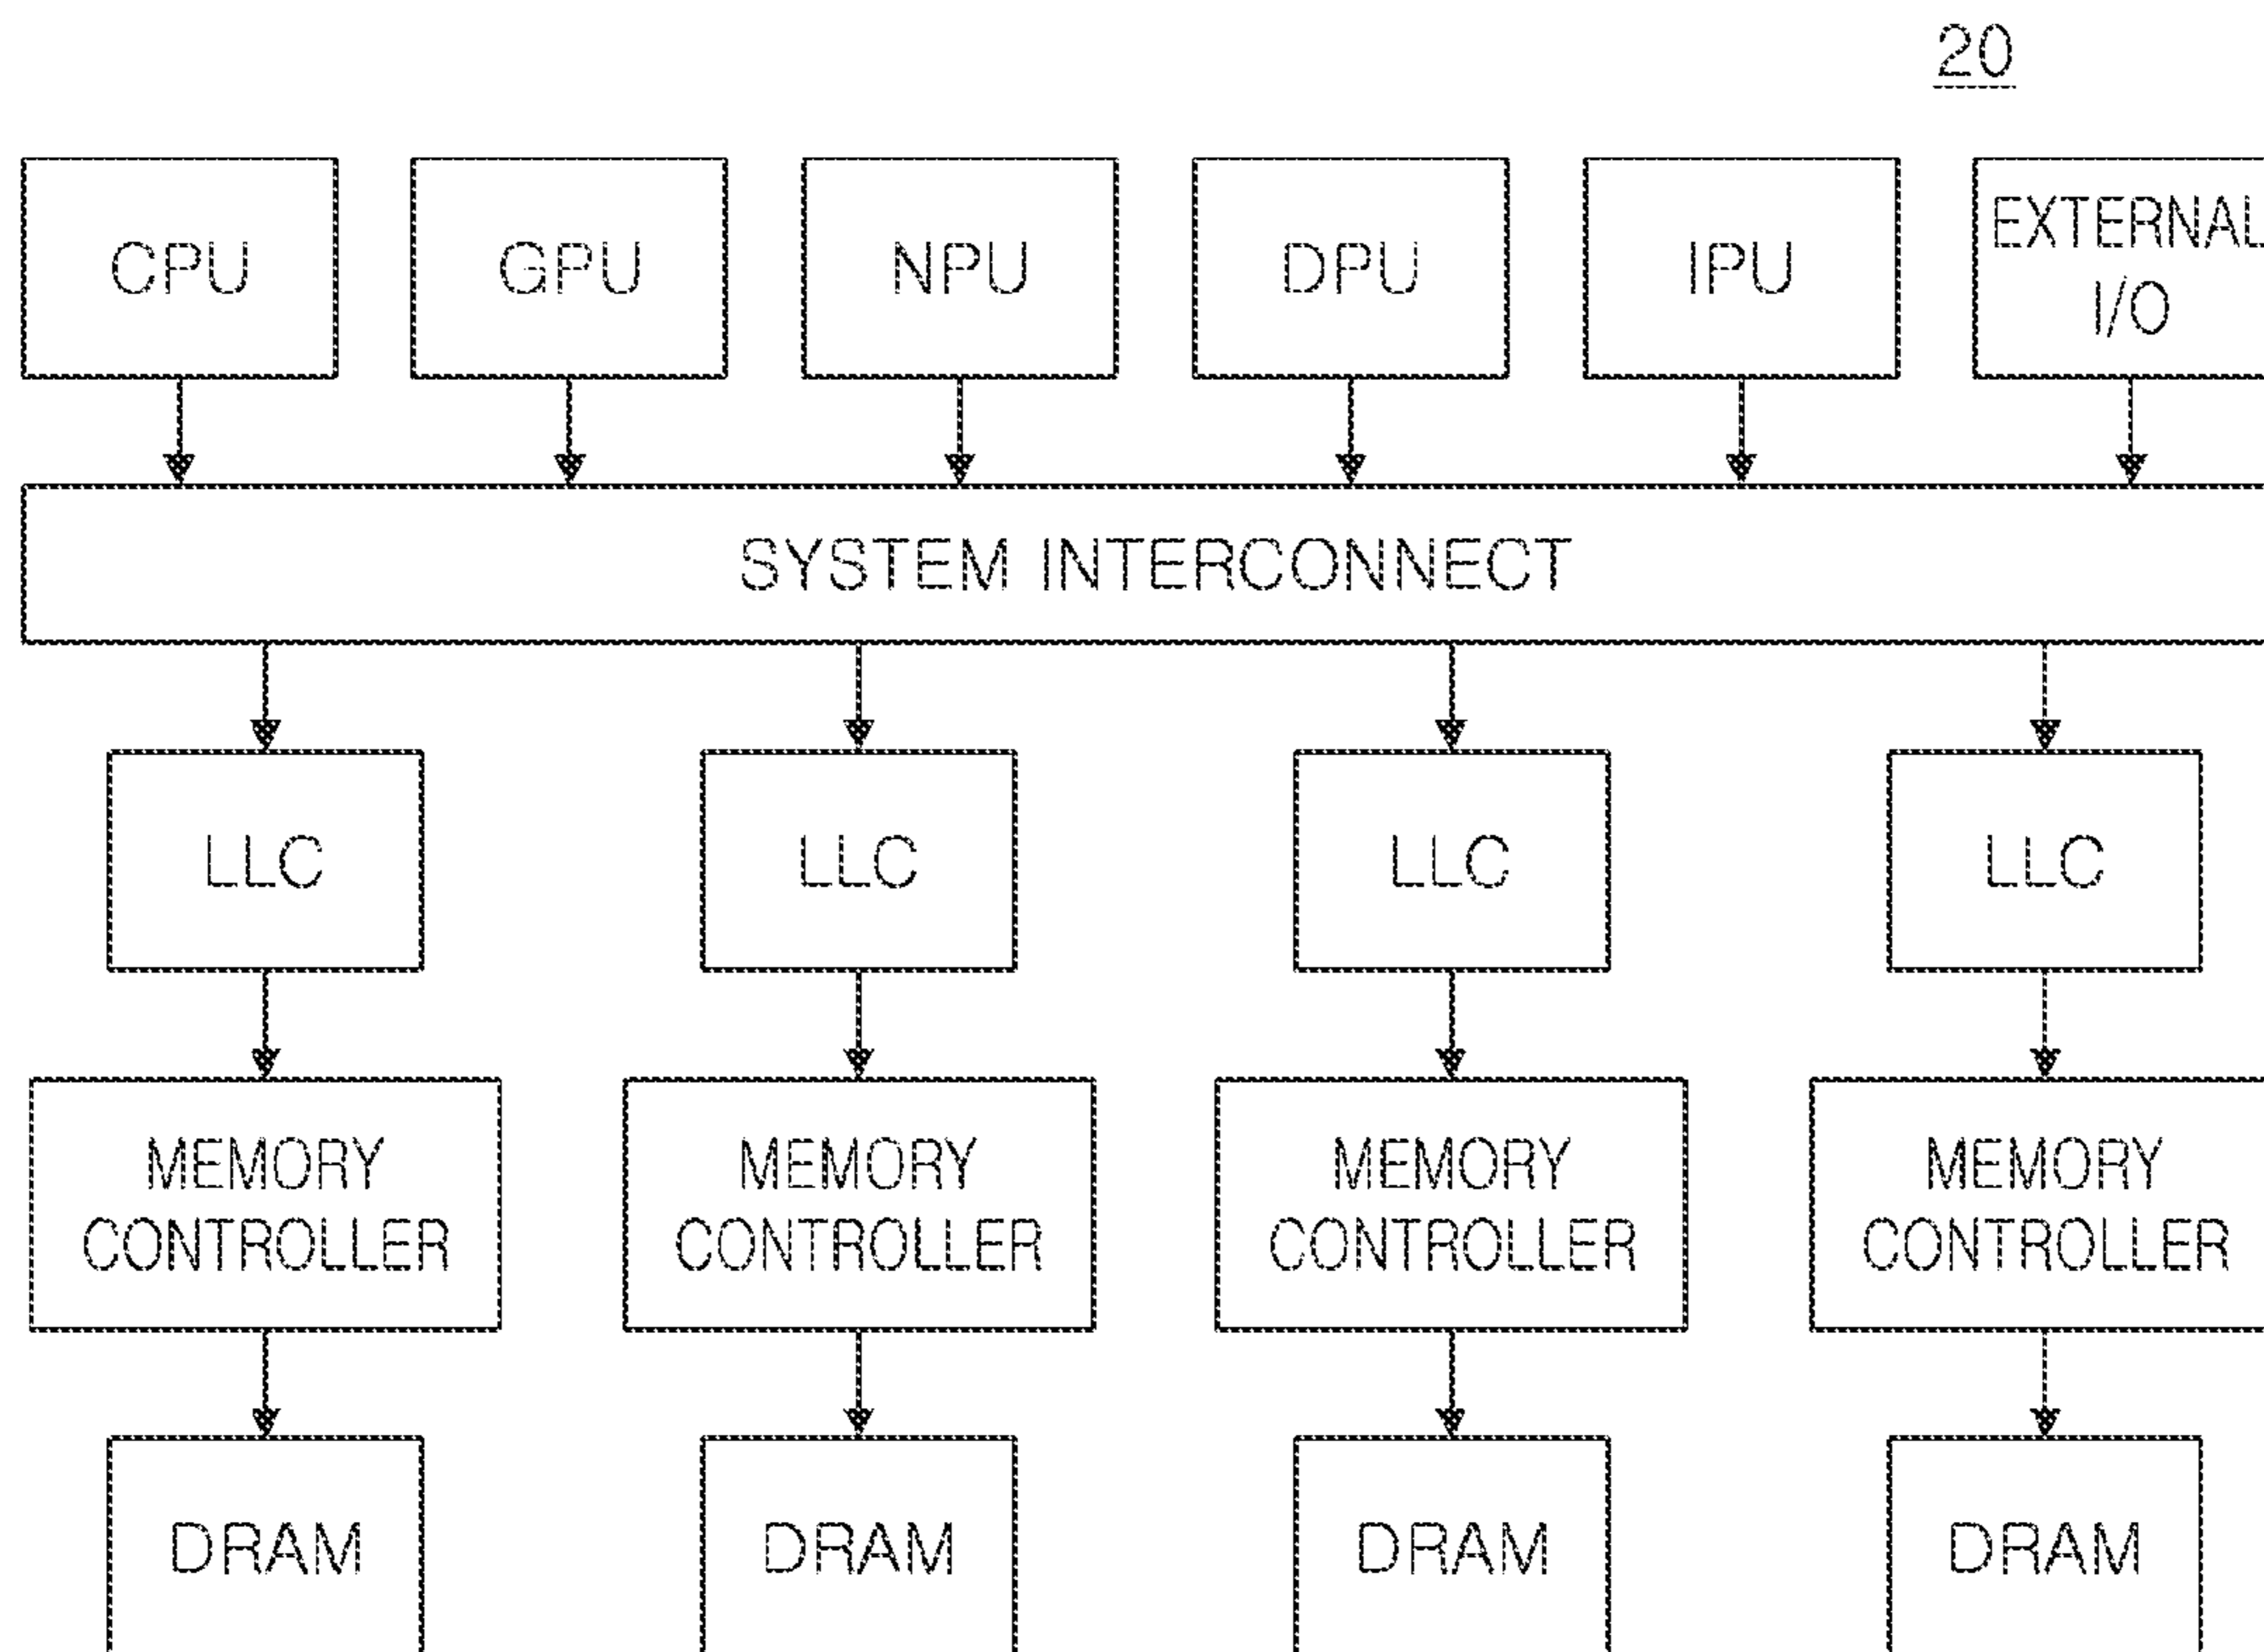 20
CPU
GPU
NPU
DPU
IPU
EXTERNAL
I/O
SYSTEM INTERCONNECT
LLC
LLC
LLC
LLC
MEMORY
CONTROLLER
MEMORY
CONTROLLER
MEMORY
CONTROLLER
MEMORY
CONTROLLER
DRAM
DRAM
DRAM
DRAM